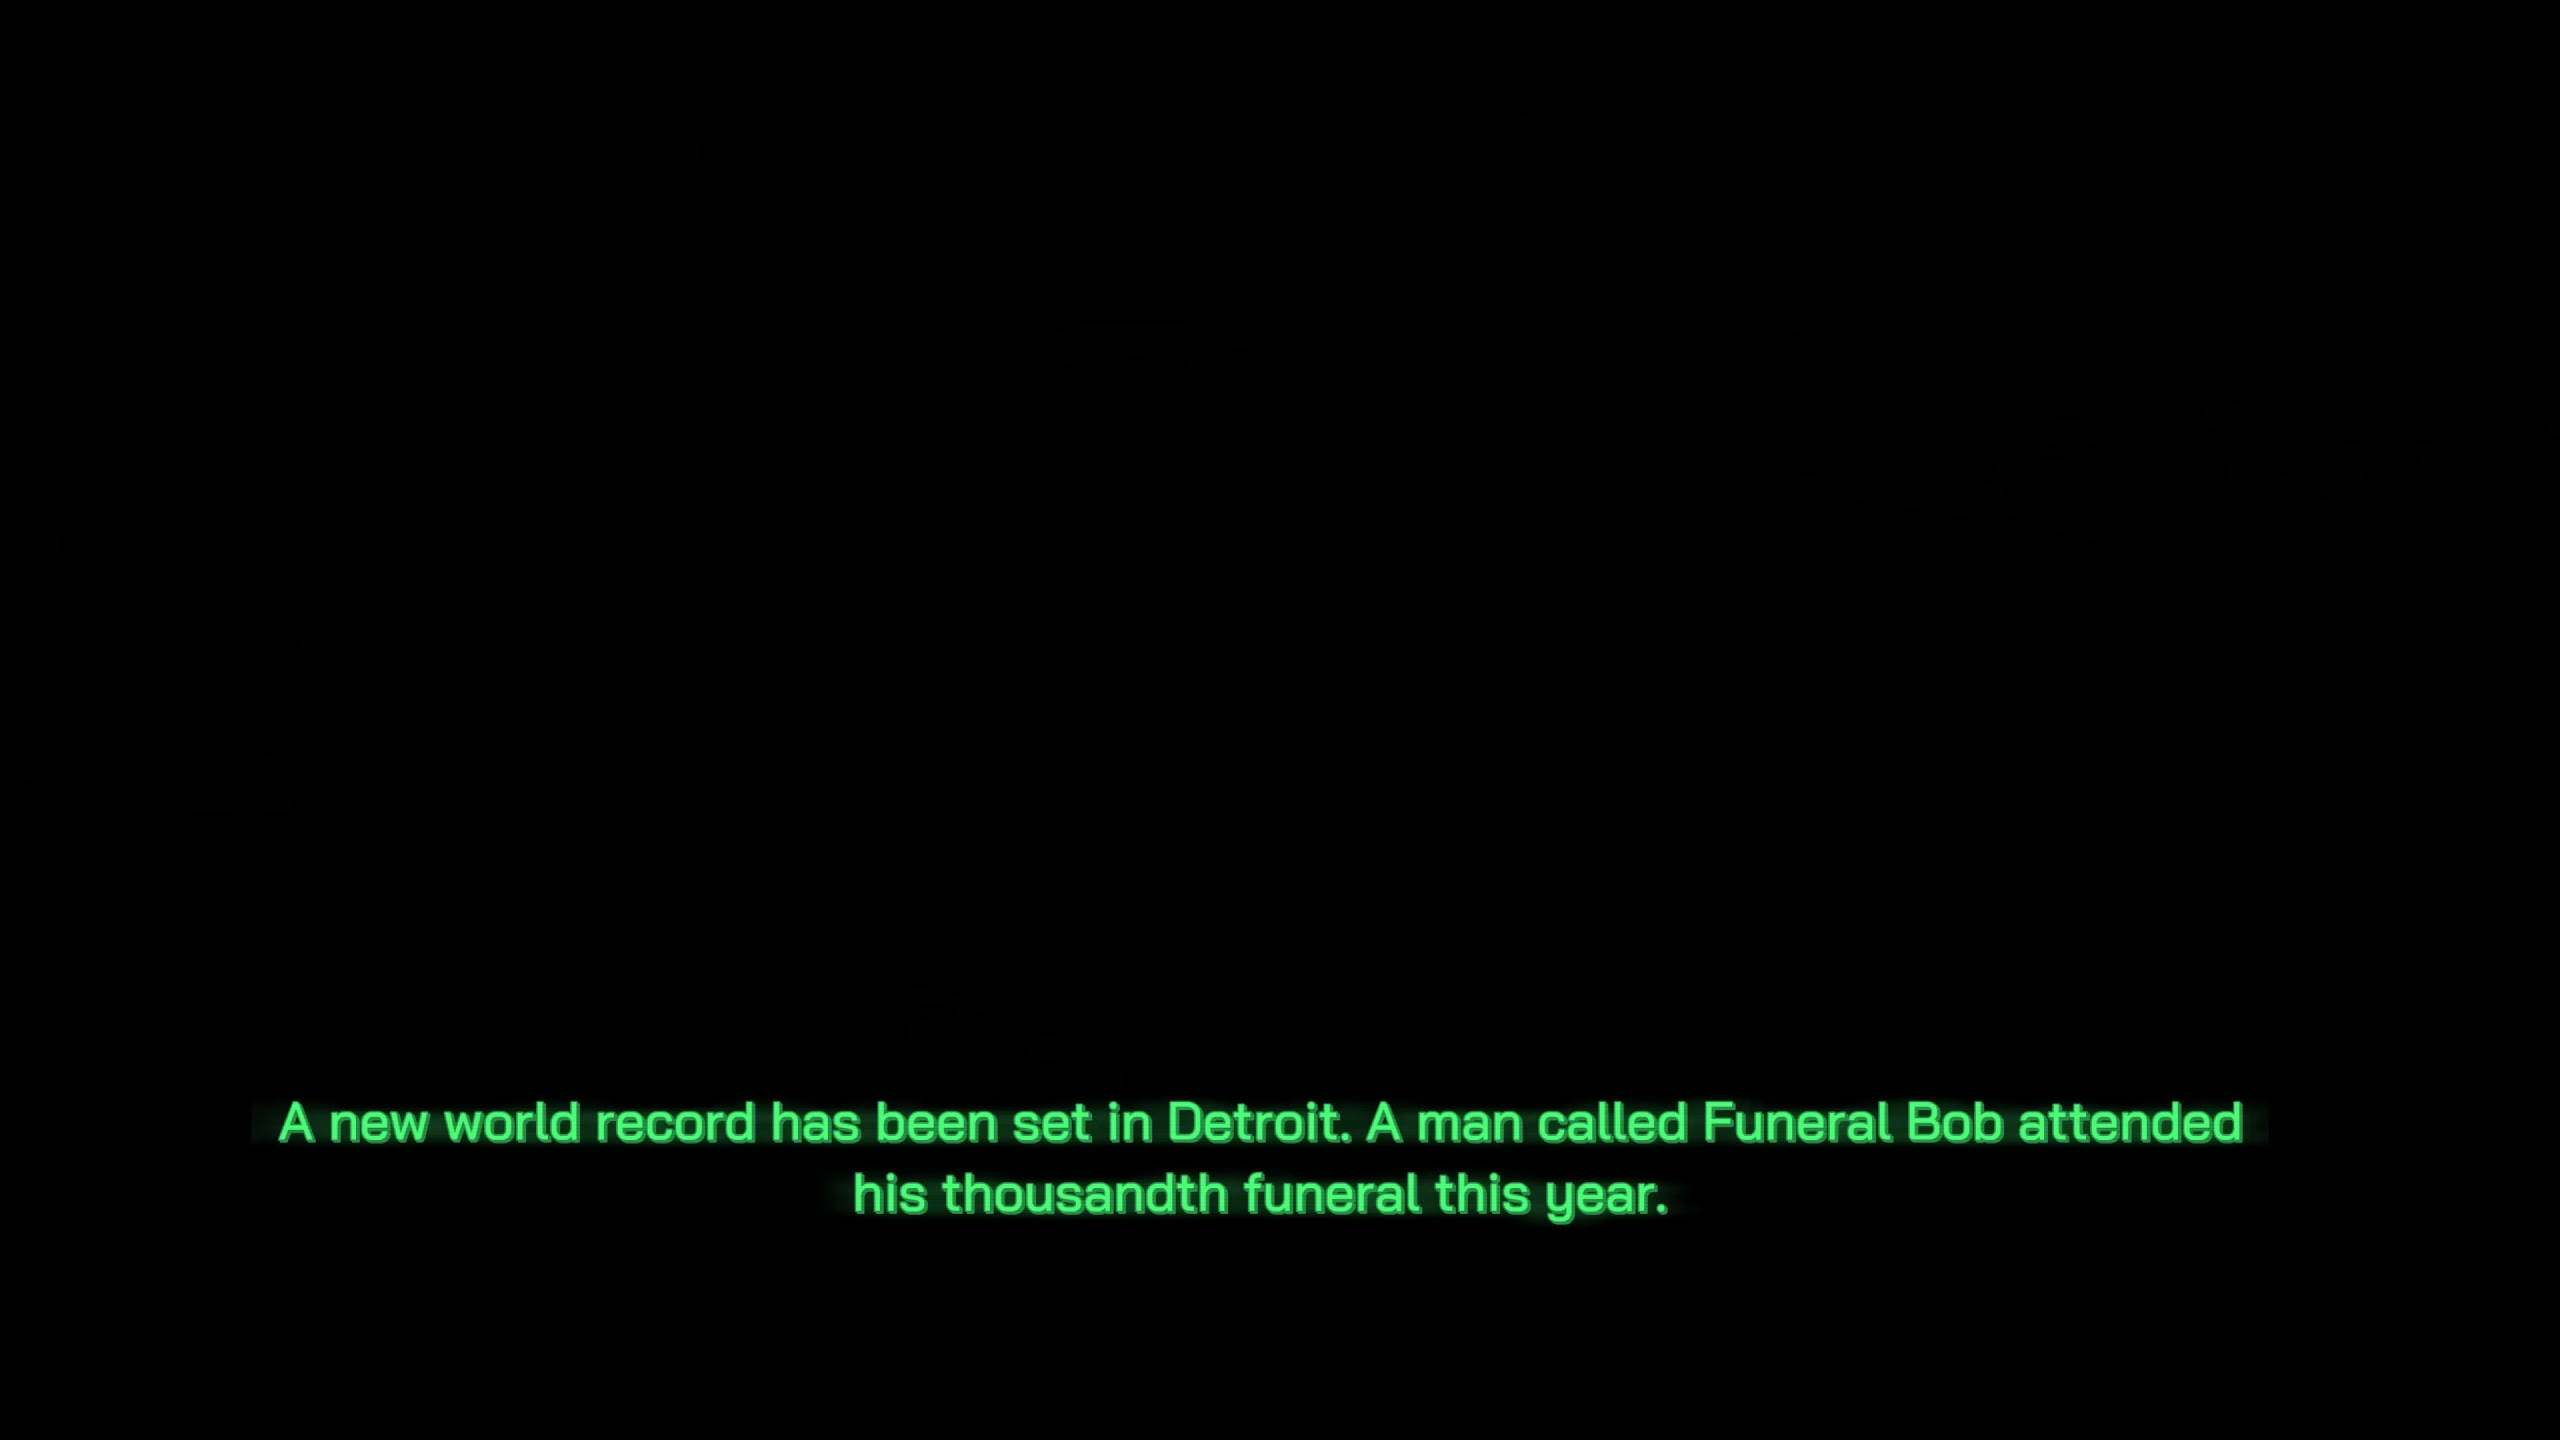 A new world record has been set in Detroit. A man called Funeral Bob attended
his thousandth funeral this year.